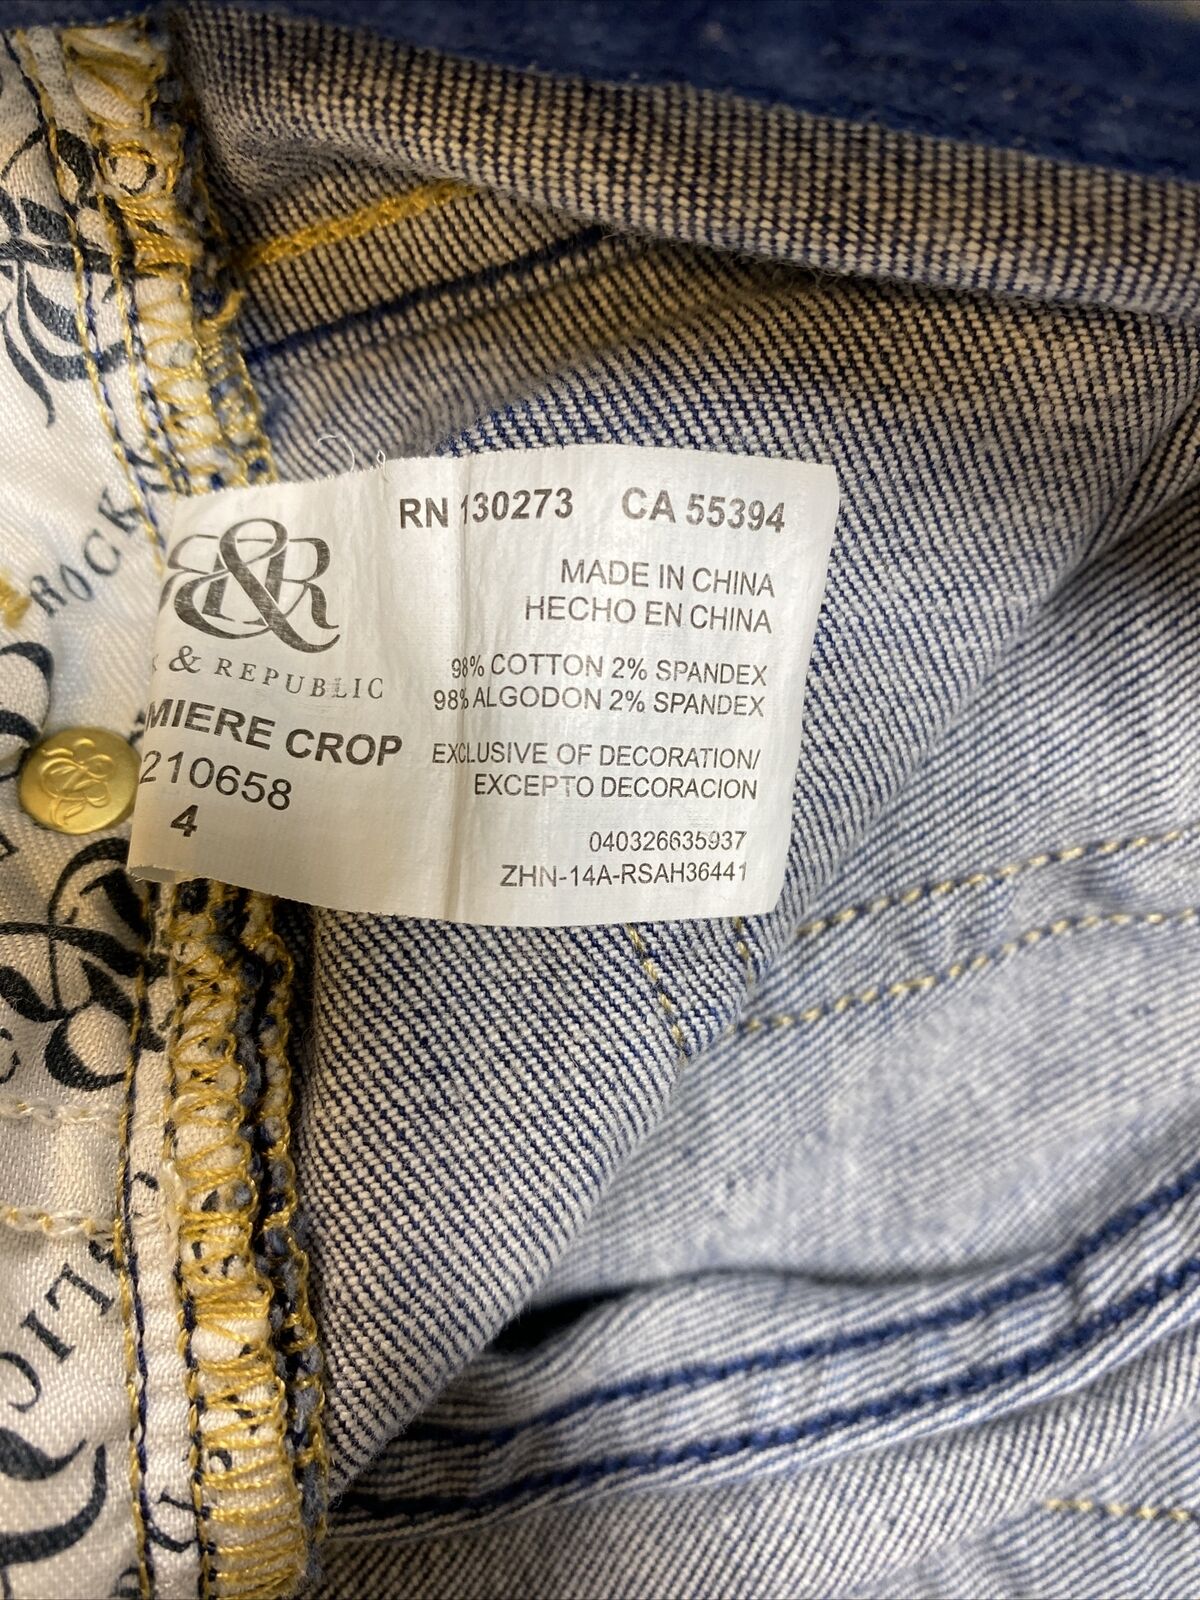 RN 130273 CA 55394
MADE IN CHINA
HECHO EN CHINA
98% COTTON 2% SPANDEX
98% ALGODON 2% SPANDEX
EXCLUSIVE OF DECORATION/
EXCEPTO DECORACION
040326635937
ZHN-14A-RSAH36441
R&R
& REPUBLIC
MIERE CROP
210658
4
ROCK